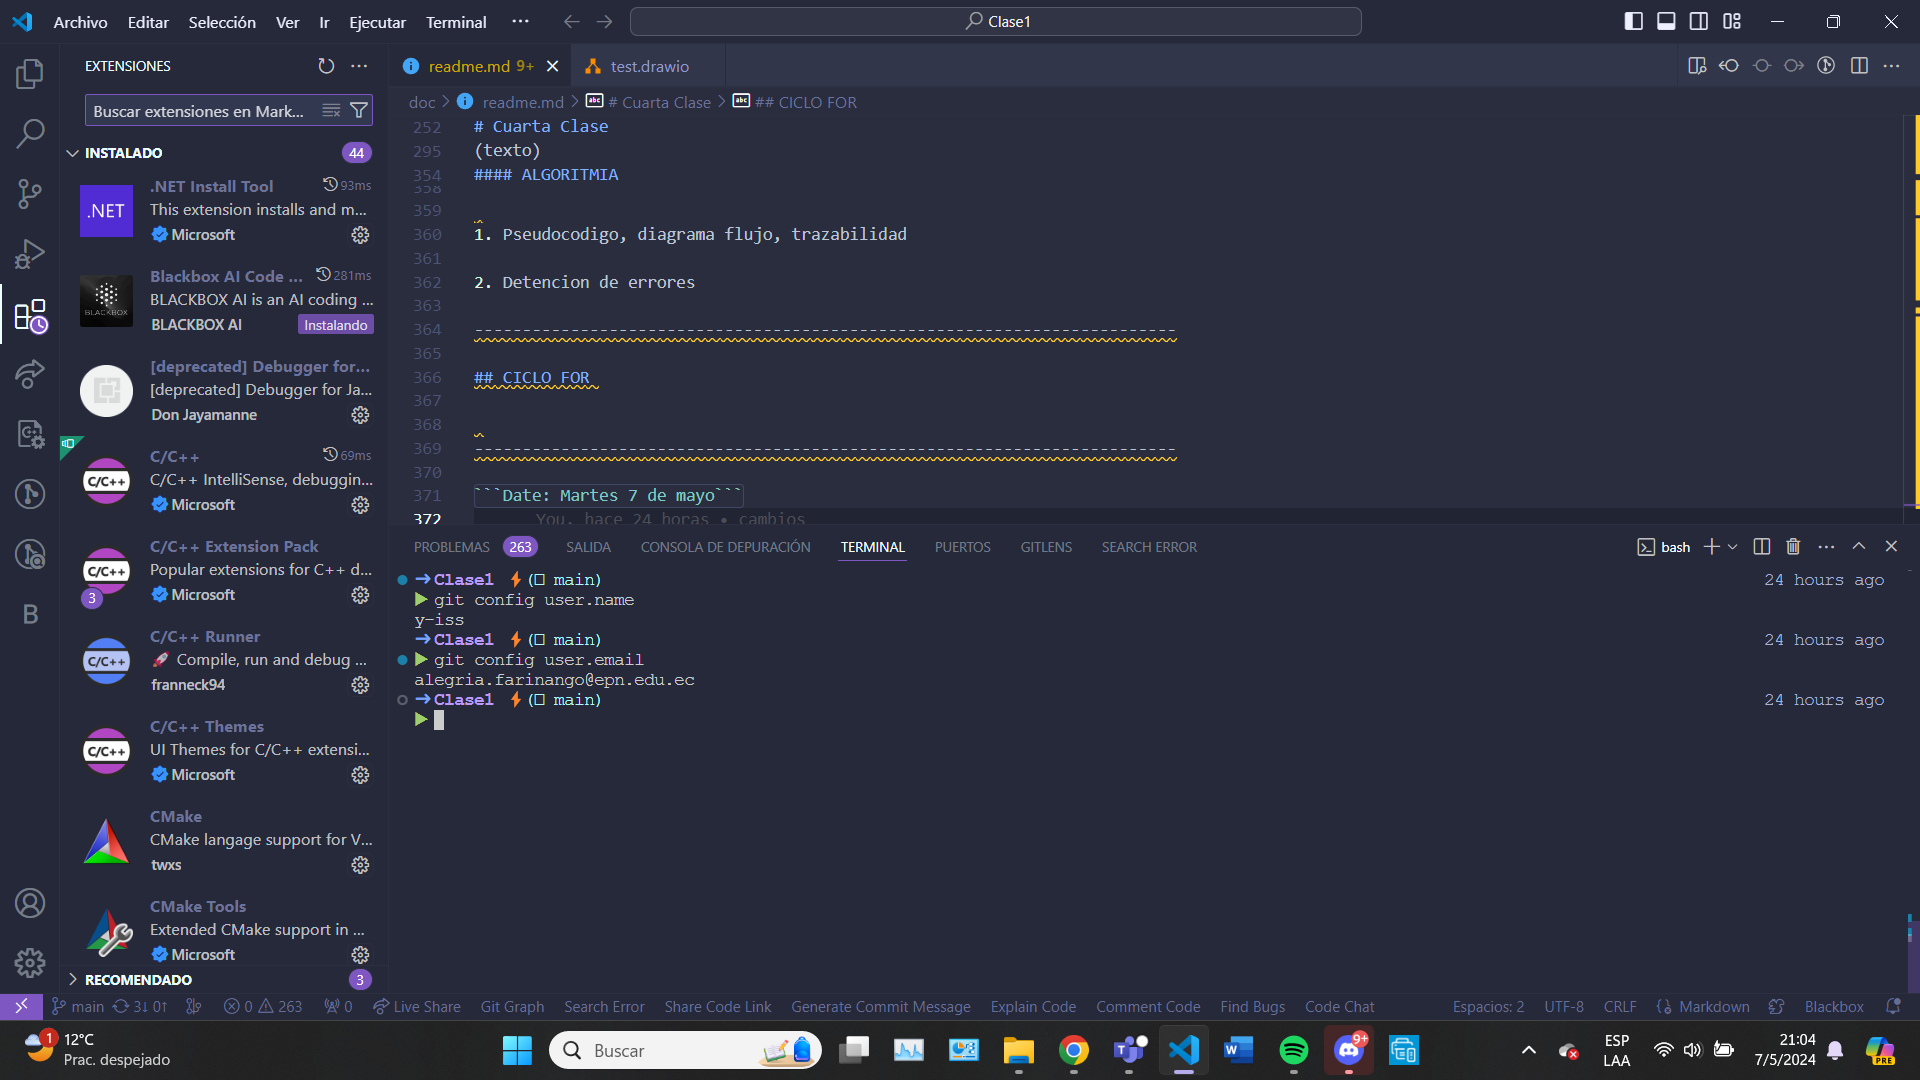 Archivo Editar Selección Ver Ir Ejecutar Terminal ··· Clase1
EXTENSIONES
Buscar extensiones en Mark...
INSTALADO 44
.NET Install Tool 93ms
.NET
This extension installs and m...
Microsoft
Blackbox AI Code ... 281ms
BLACKBOX AI is an AI coding ...
BLACKBOX
BLACKBOX AI Instalando
[deprecated] Debugger for...
[deprecated] Debugger for Ja...
Don Jayamanne
C/C++ 69ms
C/C++
C/C++ IntelliSense, debuggin...
Microsoft
C/C++ Extension Pack
C/C++
Popular extensions for C++ d...
3
Microsoft
C/C++ Runner
C/C++
🚀 Compile, run and debug ...
franneck94
C/C++ Themes
C/C++
UI Themes for C/C++ extensi...
Microsoft
CMake
CMake langage support for V...
twxs
CMake Tools
Extended CMake support in ...
Microsoft
RECOMENDADO 3
B
readme.md 9+
test.drawio
doc > readme.md > # Cuarta Clase > ## CICLO FOR
252 # Cuarta Clase
295 (texto)
354 #### ALGORITMIA
358
359
360 1. Pseudocodigo, diagrama flujo, trazabilidad
361
362 2. Detencion de errores
363
364 -------------------------------------------------------------------------
365
366 ## CICLO FOR
367
368
369 -------------------------------------------------------------------------
370
371 ```Date: Martes 7 de mayo```
372 You, hace 24 horas • cambios
PROBLEMAS 263 SALIDA CONSOLA DE DEPURACIÓN TERMINAL PUERTOS GITLENS SEARCH ERROR bash
→Clase1 ⚡(□ main) 24 hours ago
▶ git config user.name
y-iss
→Clase1 ⚡(□ main) 24 hours ago
▶ git config user.email
alegria.farinango@epn.edu.ec
→Clase1 ⚡(□ main) 24 hours ago
▶
main 3↓ 0↑ 0 263 0 Live Share Git Graph Search Error Share Code Link Generate Commit Message Explain Code Comment Code Find Bugs Code Chat Espacios: 2 UTF-8 CRLF Markdown Blackbox
1
12°C
Prac. despejado
Buscar
9+
ESP
LAA
21:04
7/5/2024
PRE